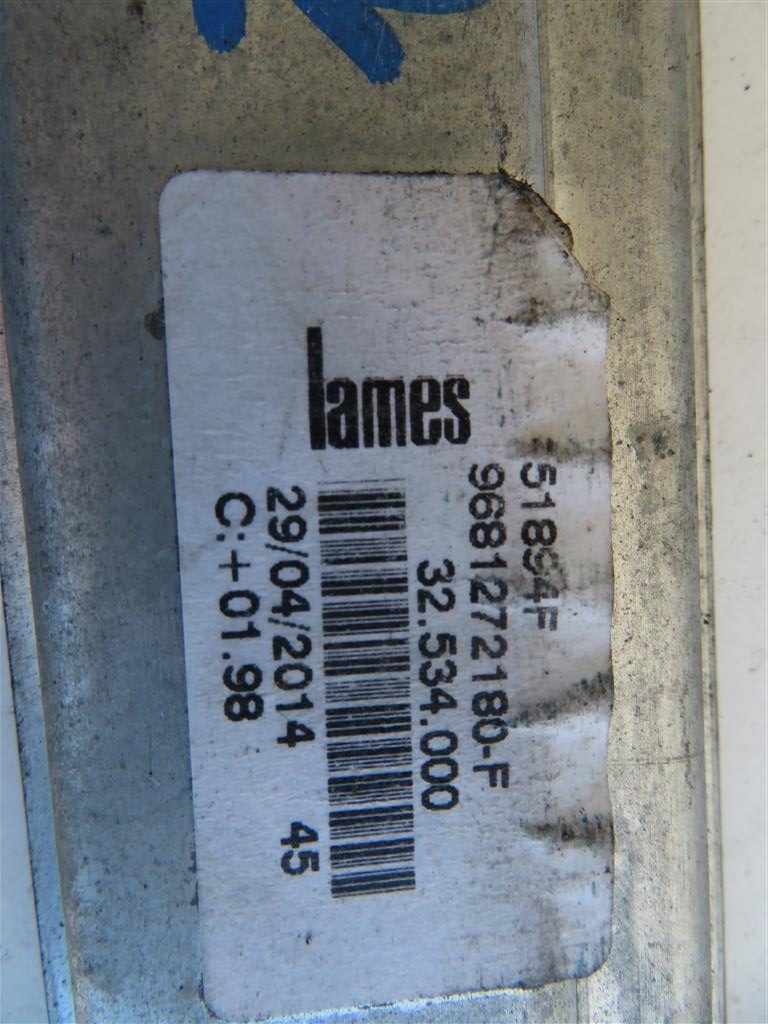 lames
51894F
9681272180-F
32.534.000
29/04/2014 45
C:+01.98